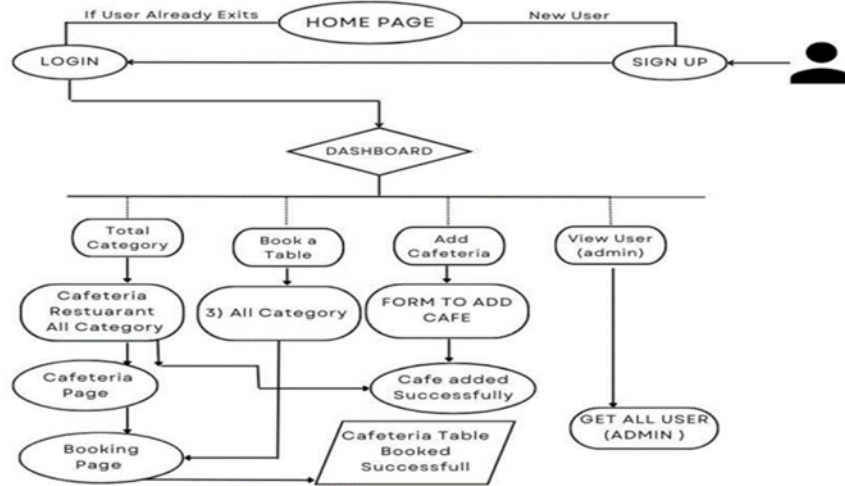 If User Already Exits
HOME PAGE
New User
LOGIN
SIGN UP
DASHBOARD
Total
Category
Book a
Table
Add
Cafeteria
View User
(admin)
Cafeteria
Restuarant
All Category
3) All Category
FORM TO ADD
CAFE
Cafeteria
Page
Cafe added
Successfully
GET ALL USER
(ADMIN )
Booking
Page
Cafeteria Table
Booked
Successfull